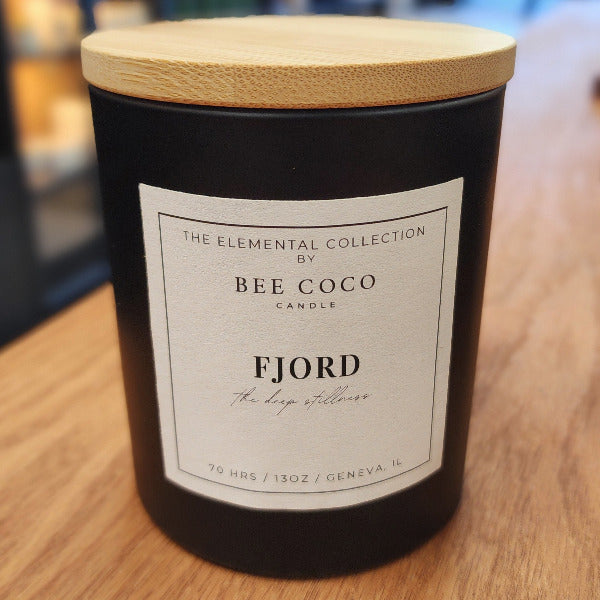 THE ELEMENTAL COLLECTION
BY
BEE COCO
CANDLE
FJORD
the deep stillness
70 HRS / 13OZ / GENEVA, IL